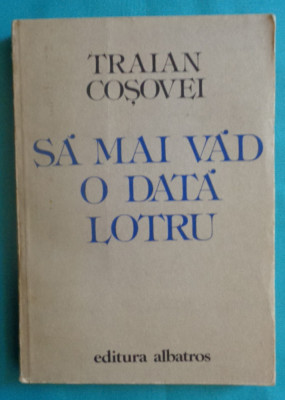 TRAIAN
COȘOVEI
SĂ MAI VĂD
O DATĂ
LOTRU
editura albatros